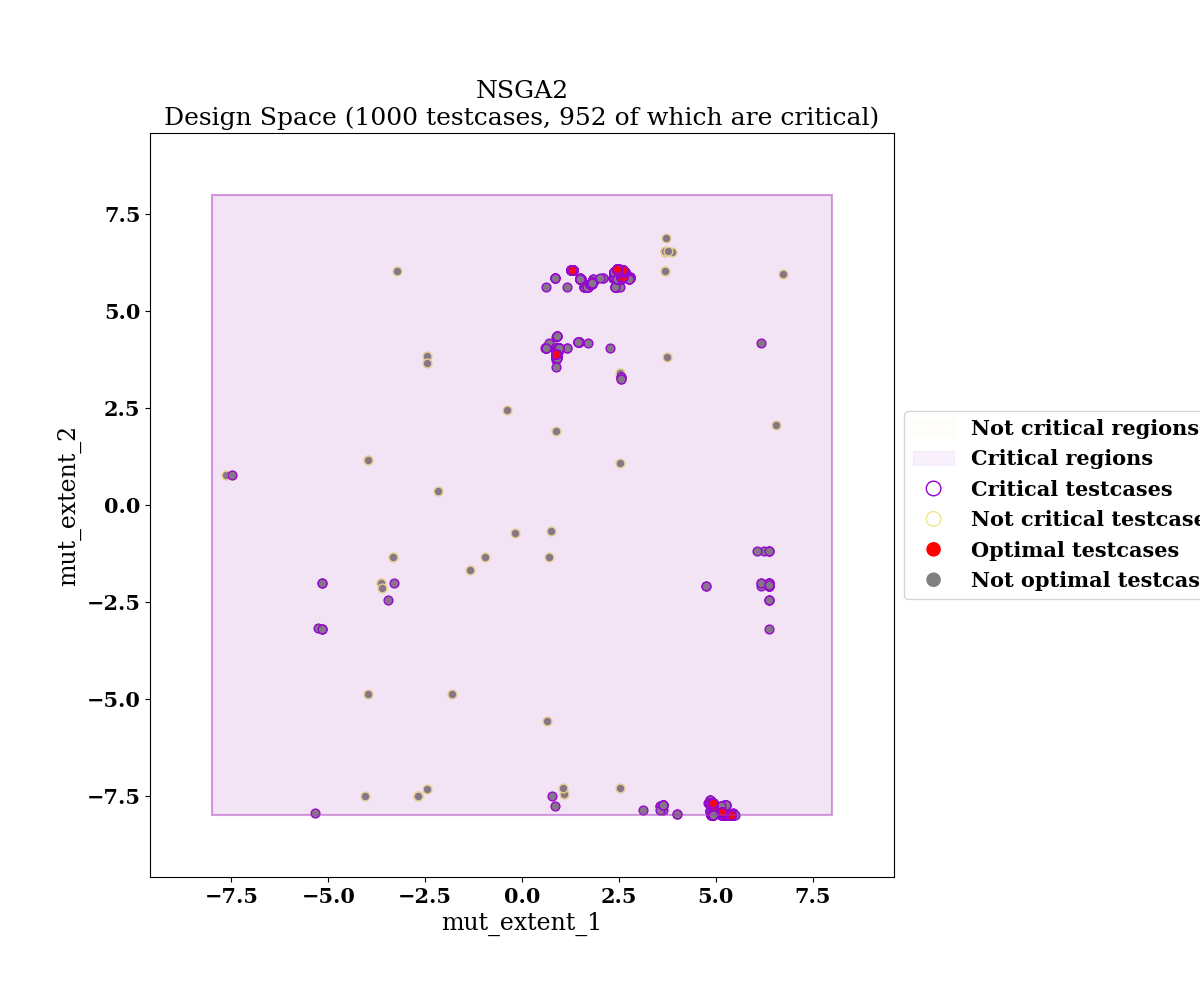 NSGA2
Design Space (1000 testcases, 952 of which are critical)
7.5
5.0
2.5
0.0
−2.5
−5.0
−7.5
mut_extent_2
−7.5 −5.0 −2.5 0.0 2.5 5.0 7.5
mut_extent_1
Not critical regions
Critical regions
Critical testcases
Not critical testcase
Optimal testcases
Not optimal testcas